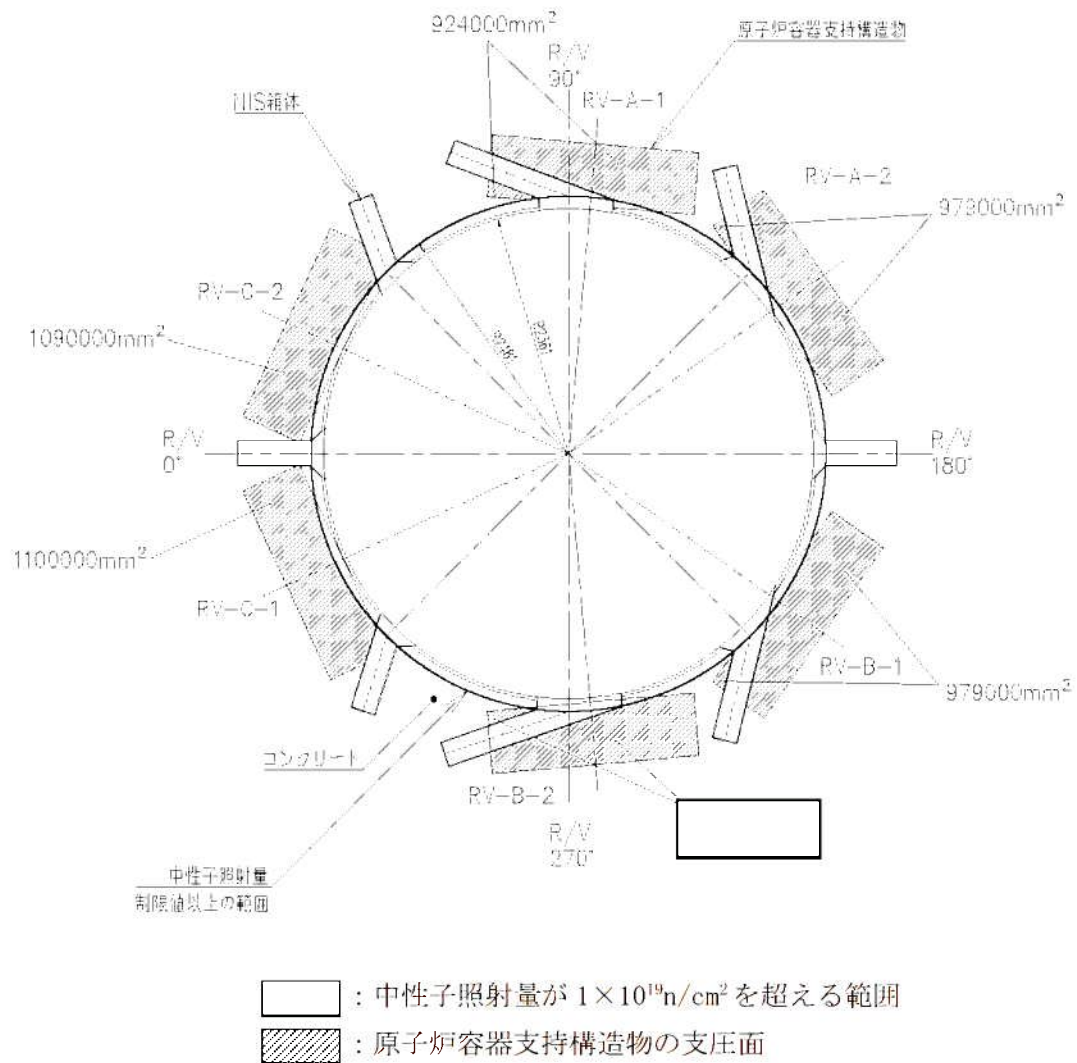 924000mm²
原子炉容器支持構造物
R/V
90°
RV-A-1
NIS箱体
RV-A-2
979000mm²
RV-C-2
1090000mm²
R/V
0°
R/V
180°
1100000mm²
RV-C-1
RV-B-1
979000mm²
コンクリート
RV-B-2
R/V
270°
中性子照射量
制限値以上の範囲
：中性子照射量が 1×10¹⁹n/cm² を超える範囲
：原子炉容器支持構造物の支圧面